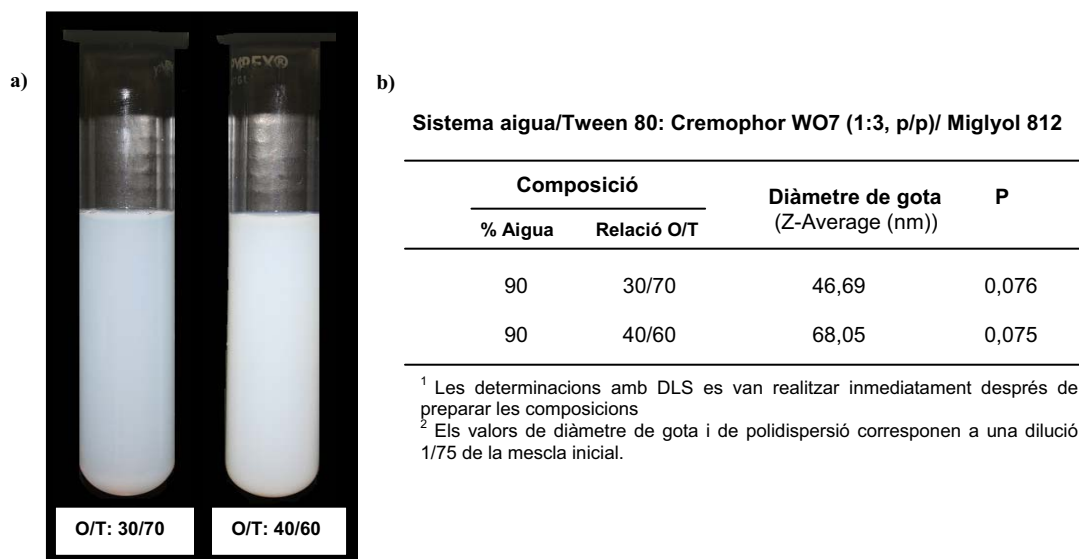 a)
PYREX®
O/T: 30/70
O/T: 40/60
b)
Sistema aigua/Tween 80: Cremophor WO7 (1:3, p/p)/ Miglyol 812
Composició
Diàmetre de gota
(Z-Average (nm))
P
% Aigua
Relació O/T
90 30/70 46,69 0,076
90 40/60 68,05 0,075
1 Les determinacions amb DLS es van realitzar inmediatament després de
preparar les composicions
2 Els valors de diàmetre de gota i de polidispersió corresponen a una dilució
1/75 de la mescla inicial.